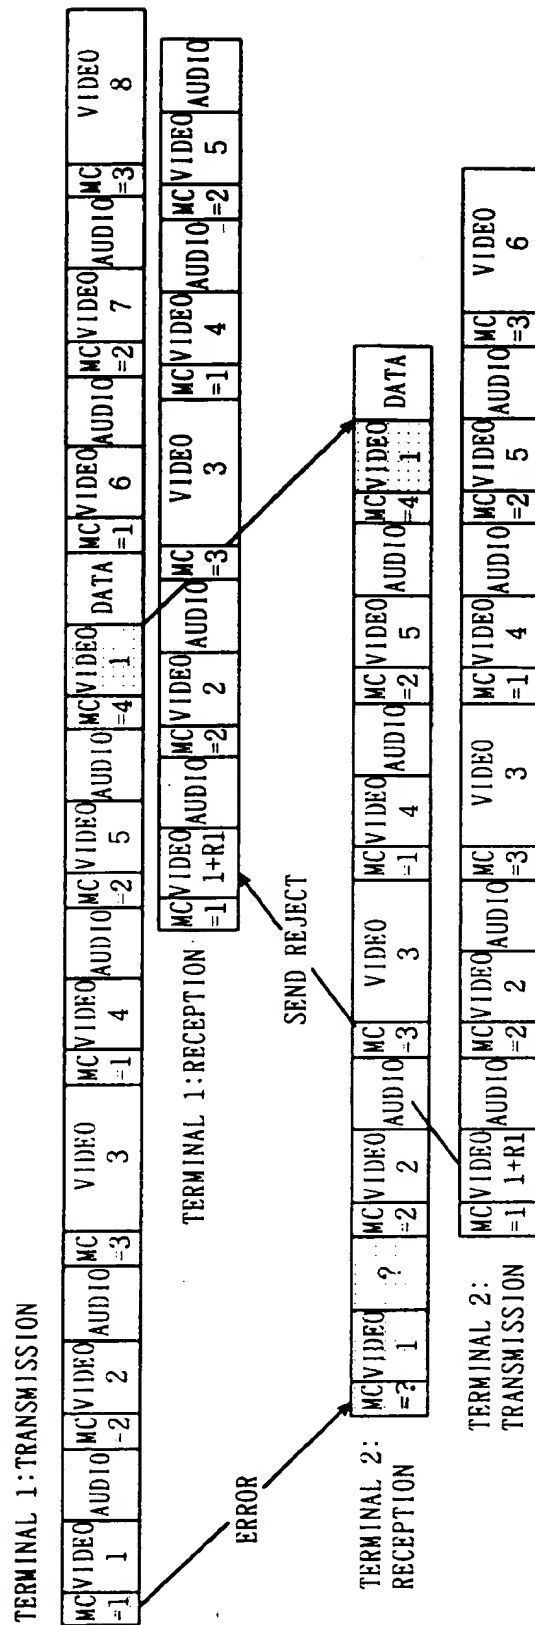 TERMINAL 1:TRANSMISSION
MC =1 VIDEO 1 AUDIO MC -2 VIDEO 2 AUDIO MC =3 VIDEO 3 MC =1 VIDEO 4 AUDIO MC =2 VIDEO 5 AUDIO MC =4 VIDEO 1 DATA MC =1 VIDEO 6 AUDIO MC =2 VIDEO 7 AUDIO MC =3 VIDEO 8
MC =1 VIDEO 1+R1 AUDIO MC =2 VIDEO 2 AUDIO MC =3 VIDEO 3 MC =1 VIDEO 4 AUDIO MC =2 VIDEO 5 AUDIO
TERMINAL 1:RECEPTION
ERROR
SEND REJECT
MC =? VIDEO 1 ? MC =2 VIDEO 2 AUDIO MC =3 VIDEO 3 MC =1 VIDEO 4 AUDIO MC =2 VIDEO 5 AUDIO MC =4 VIDEO 1 DATA
TERMINAL 2:
RECEPTION
MC =1 VIDEO 1+R1 AUDIO MC =2 VIDEO 2 AUDIO MC =3 VIDEO 3 MC =1 VIDEO 4 AUDIO MC =2 VIDEO 5 AUDIO MC =3 VIDEO 6
TERMINAL 2:
TRANSMISSION